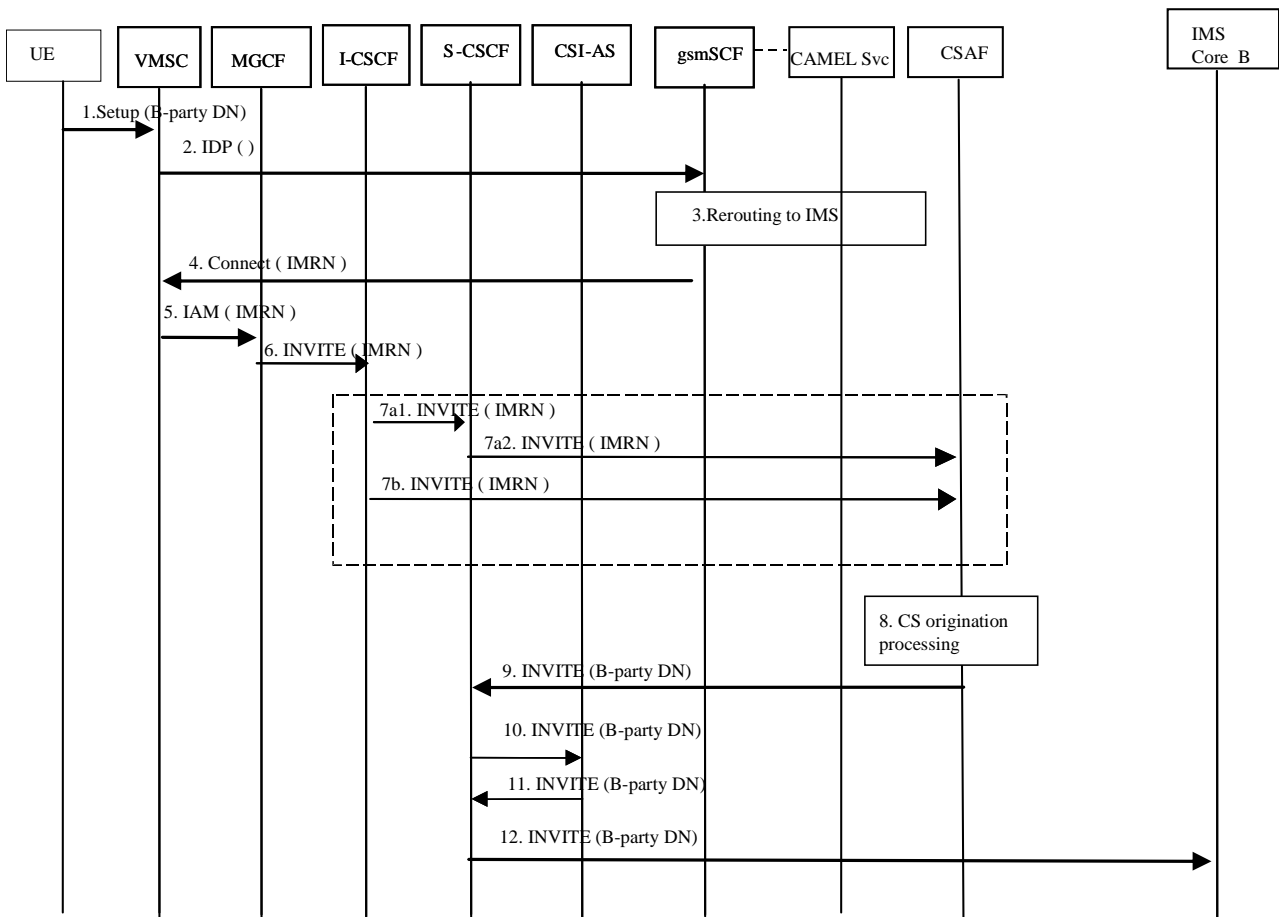 UE
VMSC
MGCF
I-CSCF
S-CSCF
CSI-AS
gsmSCF
CAMEL Svc
CSAF
IMS
Core B
1.Setup (B-party DN)
2. IDP ( )
3.Rerouting to IMS
4. Connect ( IMRN )
5. IAM ( IMRN )
6. INVITE ( IMRN )
7a1. INVITE ( IMRN )
7a2. INVITE ( IMRN )
7b. INVITE ( IMRN )
8. CS origination
processing
9. INVITE (B-party DN)
10. INVITE (B-party DN)
11. INVITE (B-party DN)
12. INVITE (B-party DN)